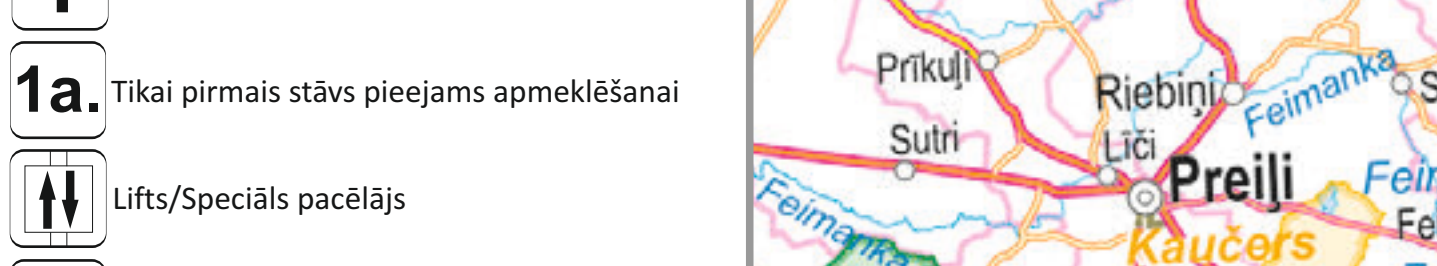 1a. Tikai pirmais stāvs pieejams apmeklēšanai
Lifts/Speciāls pacēlājs
Prīkuļi
Riebiņi
Feimanka
Sutri
Līči
Preiļi
Feimanka
Kaučers